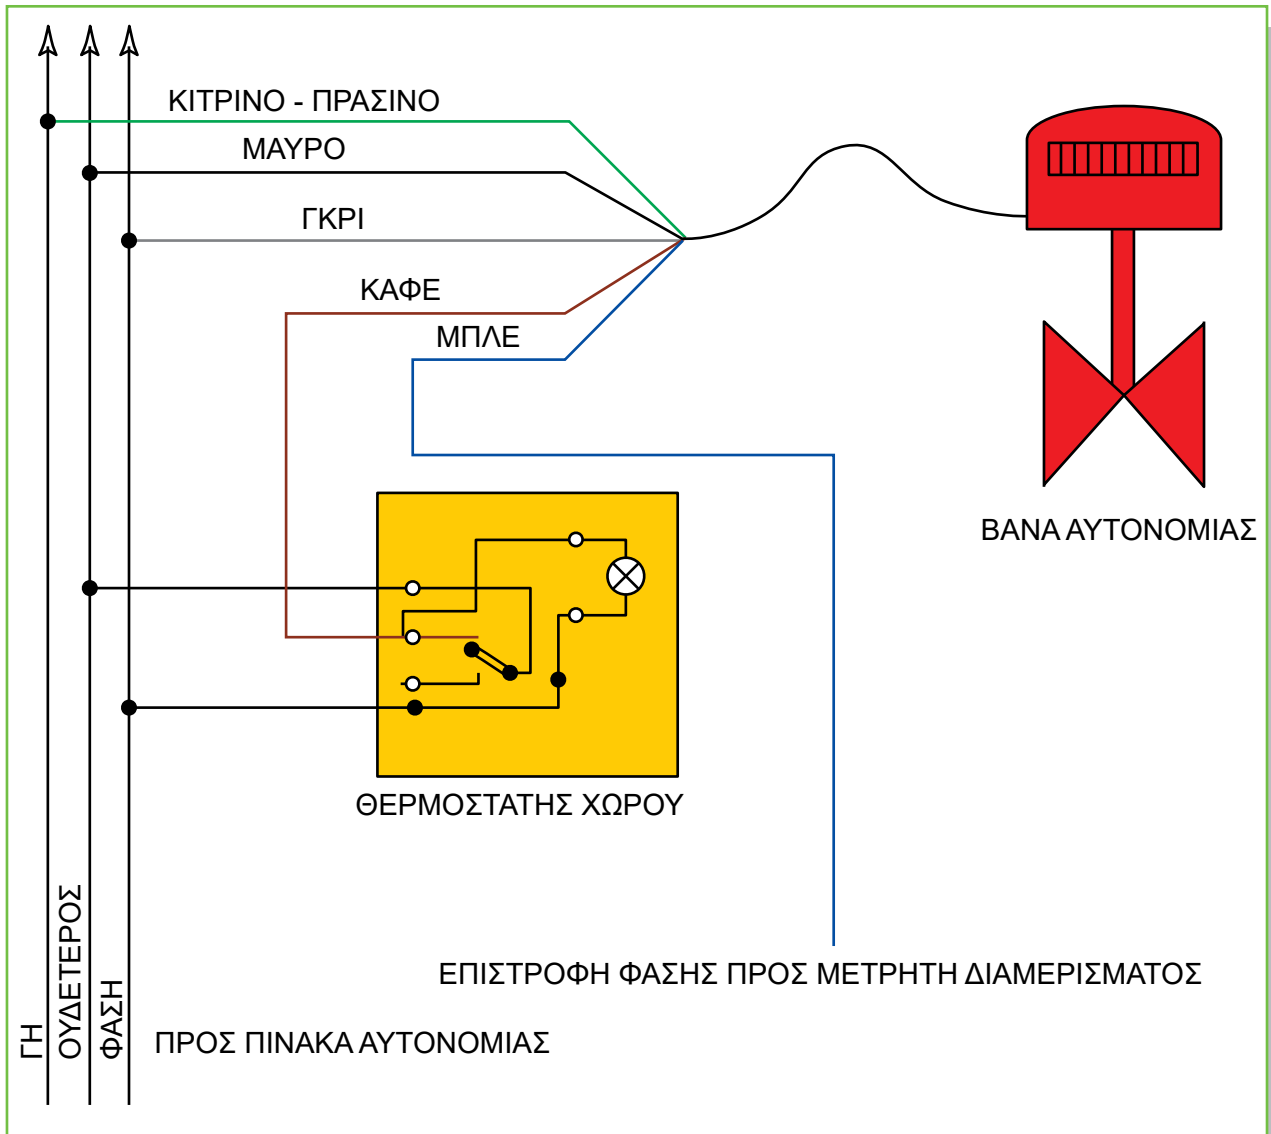 ΚΙΤΡΙΝΟ - ΠΡΑΣΙΝΟ
ΜΑΥΡΟ
ΓΚΡΙ
ΚΑΦΕ
ΜΠΛΕ
ΒΑΝΑ ΑΥΤΟΝΟΜΙΑΣ
ΘΕΡΜΟΣΤΑΤΗΣ ΧΩΡΟΥ
ΕΠΙΣΤΡΟΦΗ ΦΑΣΗΣ ΠΡΟΣ ΜΕΤΡΗΤΗ ΔΙΑΜΕΡΙΣΜΑΤΟΣ
ΓΗ
ΟΥΔΕΤΕΡΟΣ
ΦΑΣΗ
ΠΡΟΣ ΠΙΝΑΚΑ ΑΥΤΟΝΟΜΙΑΣ